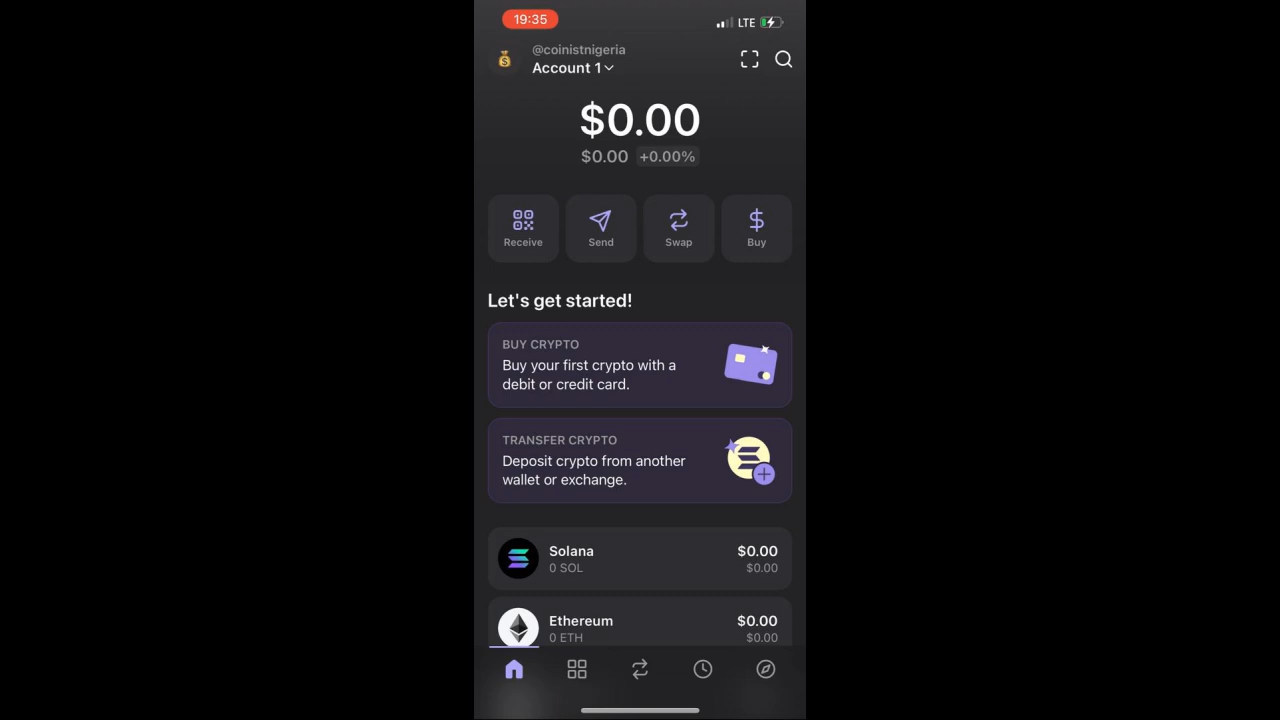 19:35
LTE
@coinistnigeria
Account 1
$0.00
$0.00 +0.00%
Receive
Send
Swap
Buy
Let's get started!
BUY CRYPTO
Buy your first crypto with a
debit or credit card.
TRANSFER CRYPTO
Deposit crypto from another
wallet or exchange.
Solana
$0.00
0 SOL
$0.00
Ethereum
$0.00
0 ETH
$0.00